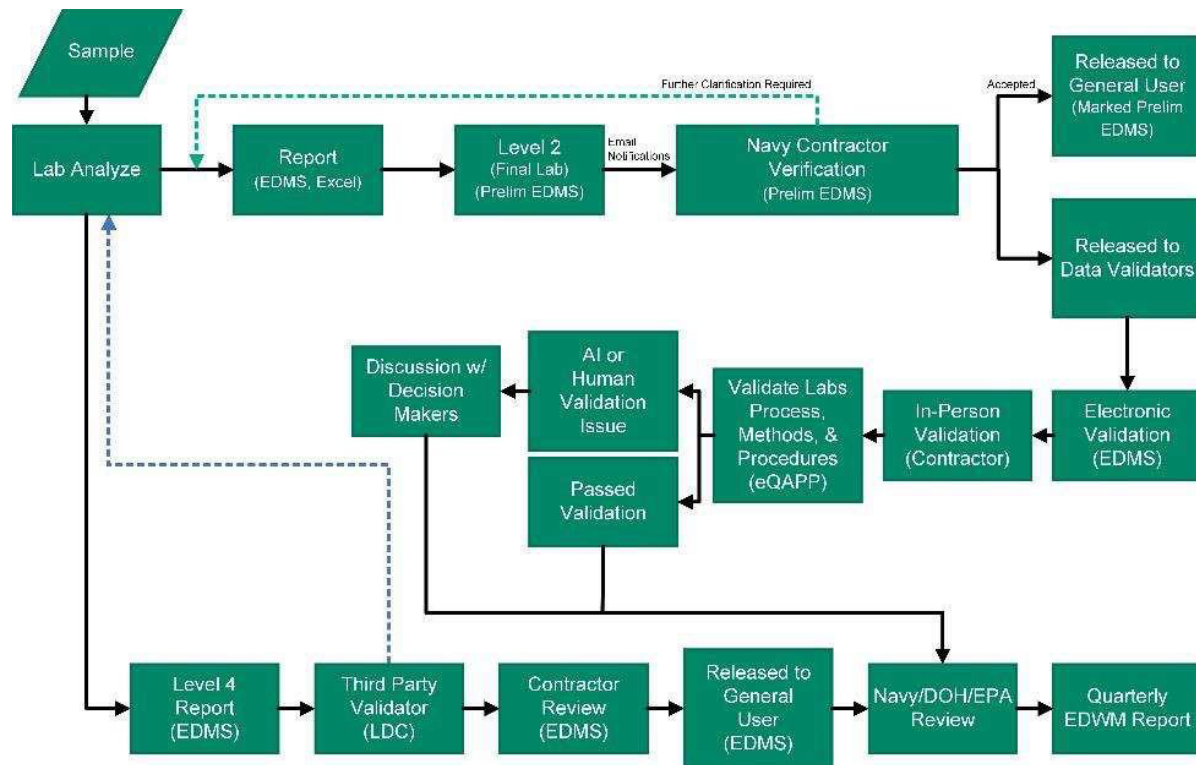 Sample
Further Clarification Required
Accepted
Released to
General User
(Marked Prelim
EDMS)
Lab Analyze
Report
(EDMS, Excel)
Level 2
(Final Lab)
(Prelim EDMS)
Email
Notifications
Navy Contractor
Verification
(Prelim EDMS)
Released to
Data Validators
Discussion w/
Decision
Makers
AI or
Human
Validation
Issue
Validate Labs
Process,
Methods, &
Procedures
(eQAPP)
In-Person
Validation
(Contractor)
Electronic
Validation
(EDMS)
Passed
Validation
Level 4
Report
(EDMS)
Third Party
Validator
(LDC)
Contractor
Review
(EDMS)
Released to
General
User
(EDMS)
Navy/DOH/EPA
Review
Quarterly
EDWM Report